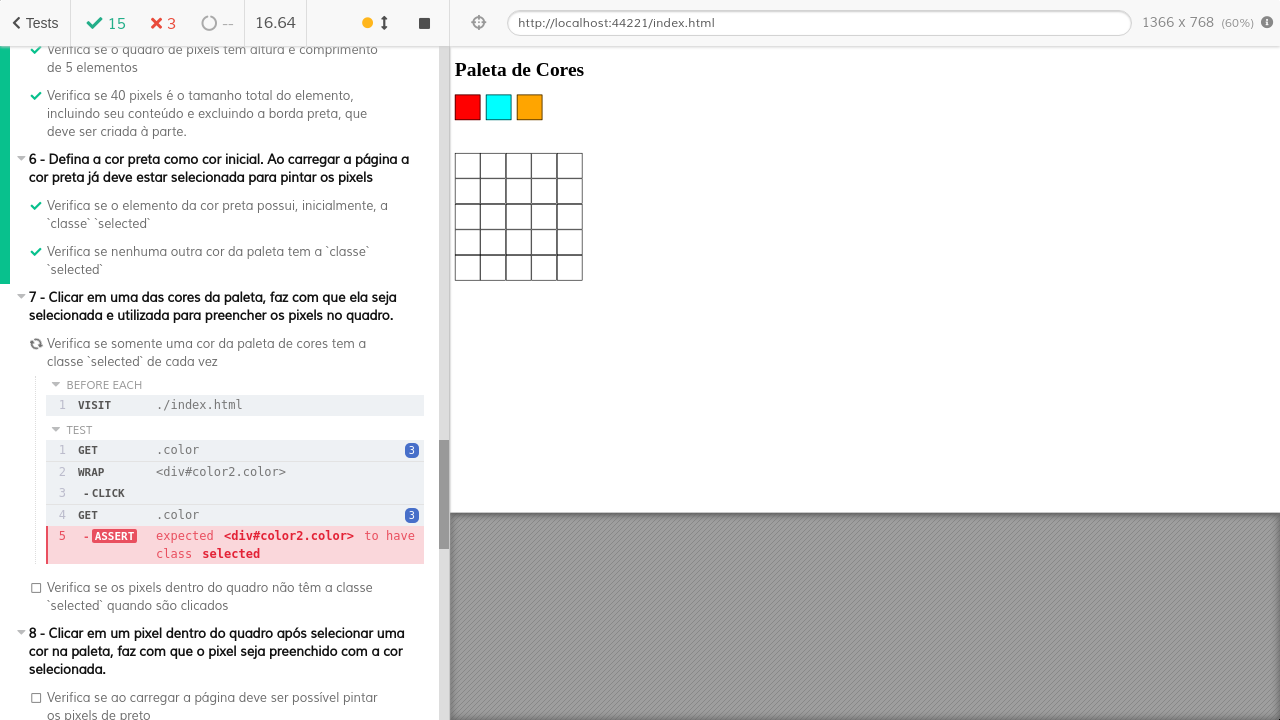 Tests
15
3
--
16.64
http://localhost:44221/index.html
1366 x 768 (60%)
Verifica se o quadro de pixels têm altura e comprimento
de 5 elementos
Verifica se 40 pixels é o tamanho total do elemento,
incluindo seu conteúdo e excluindo a borda preta, que
deve ser criada à parte.
6 - Defina a cor preta como cor inicial. Ao carregar a página a
cor preta já deve estar selecionada para pintar os pixels
Verifica se o elemento da cor preta possui, inicialmente, a
`classe` `selected`
Verifica se nenhuma outra cor da paleta tem a `classe`
`selected`
7 - Clicar em uma das cores da paleta, faz com que ela seja
selecionada e utilizada para preencher os pixels no quadro.
Verifica se somente uma cor da paleta de cores tem a
classe `selected` de cada vez
BEFORE EACH
1 VISIT ./index.html
TEST
1 GET .color 3
2 WRAP <div#color2.color>
3 -CLICK
4 GET .color 3
5 -ASSERT expected <div#color2.color> to have
class selected
Verifica se os pixels dentro do quadro não têm a classe
`selected` quando são clicados
8 - Clicar em um pixel dentro do quadro após selecionar uma
cor na paleta, faz com que o pixel seja preenchido com a cor
selecionada.
Verifica se ao carregar a página deve ser possível pintar
os pixels de preto
Paleta de Cores